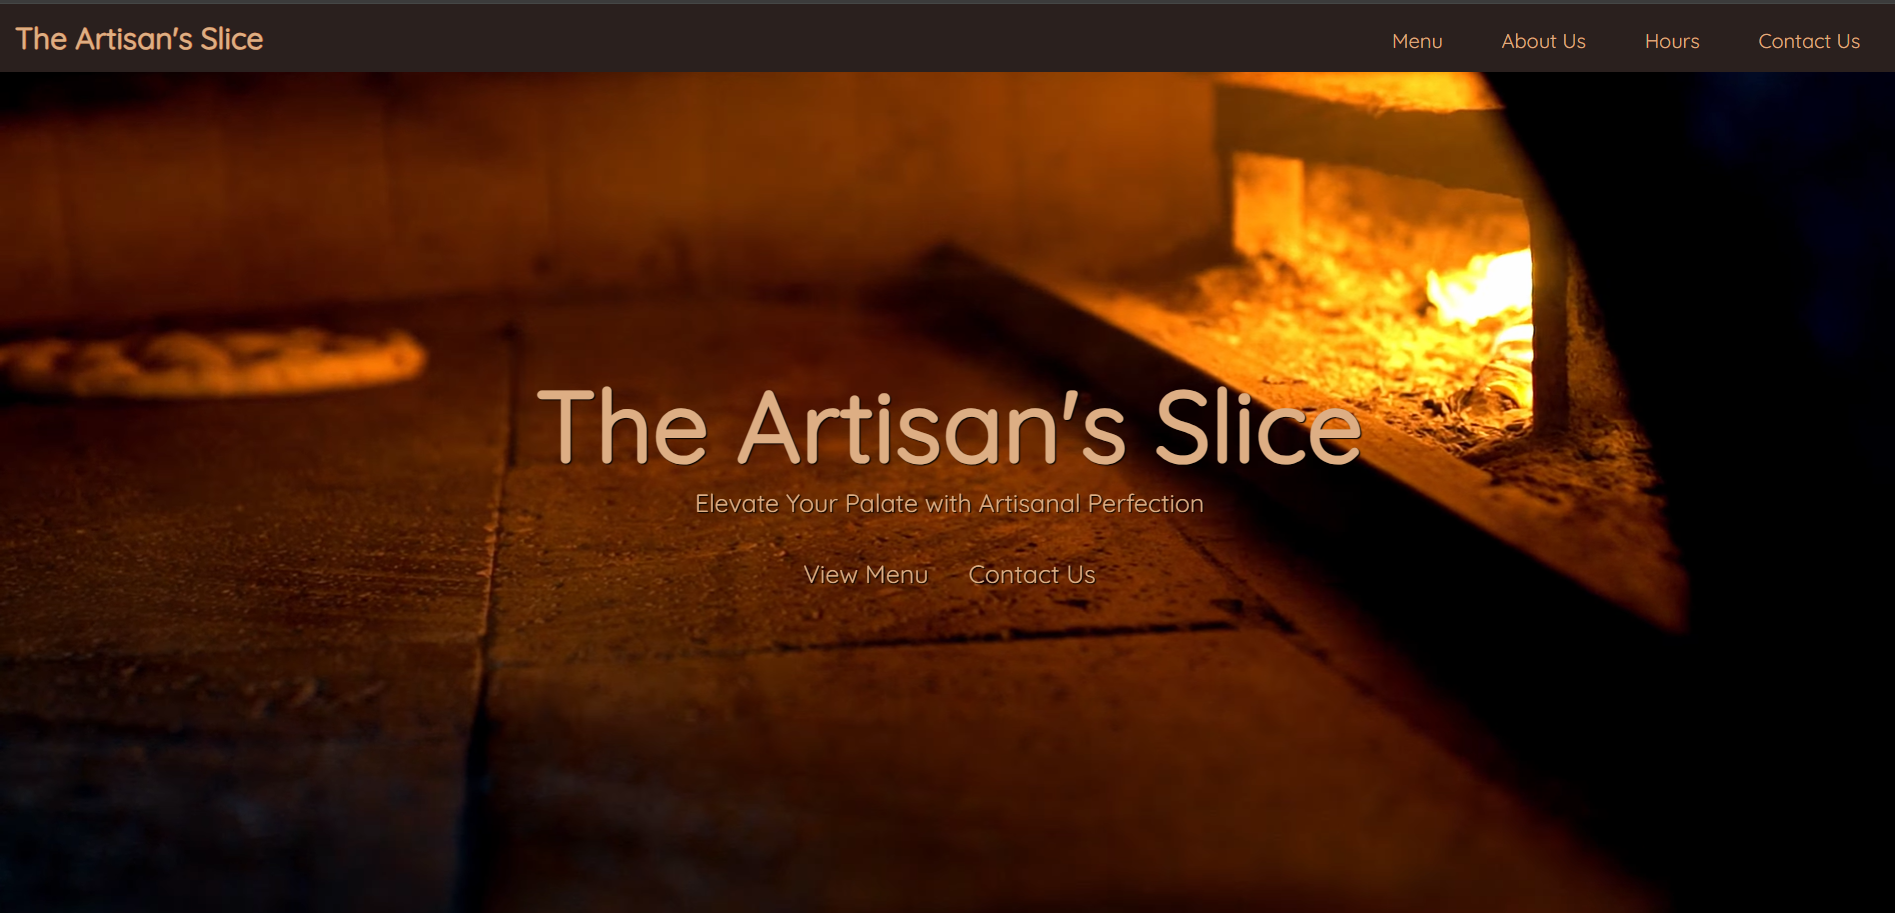 The Artisan's Slice
Menu About Us Hours Contact Us
The Artisan's Slice
Elevate Your Palate with Artisanal Perfection
View Menu Contact Us